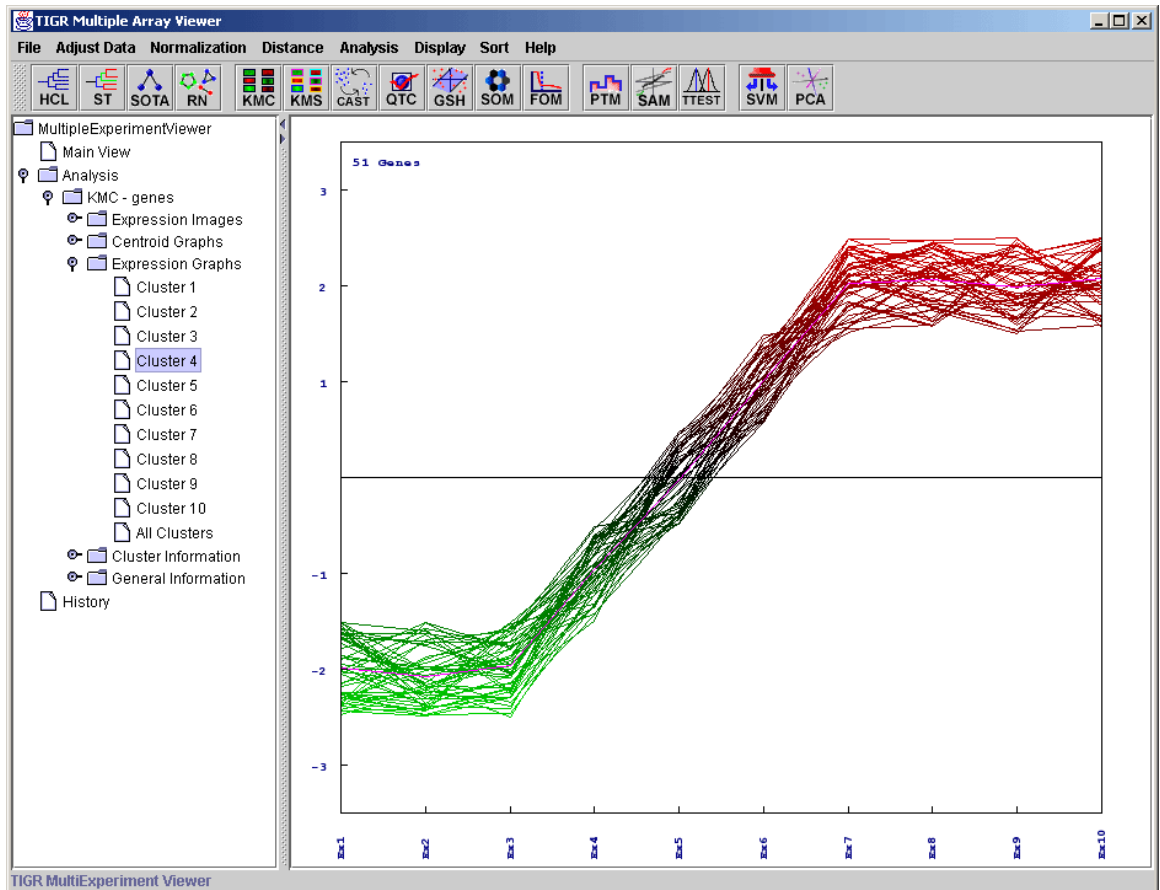 TIGR Multiple Array Viewer
File Adjust Data Normalization Distance Analysis Display Sort Help
HCL ST SOTA RN KMC KMS CAST QTC GSH SOM FOM PTM SAM TTEST SVM PCA
MultipleExperimentViewer
Main View
Analysis
KMC - genes
Expression Images
Centroid Graphs
Expression Graphs
Cluster 1
Cluster 2
Cluster 3
Cluster 4
Cluster 5
Cluster 6
Cluster 7
Cluster 8
Cluster 9
Cluster 10
All Clusters
Cluster Information
General Information
History
51 Genes
3
2
1
-1
-2
-3
Ex1 Ex2 Ex3 Ex4 Ex5 Ex6 Ex7 Ex8 Ex9 Ex10
TIGR MultiExperiment Viewer